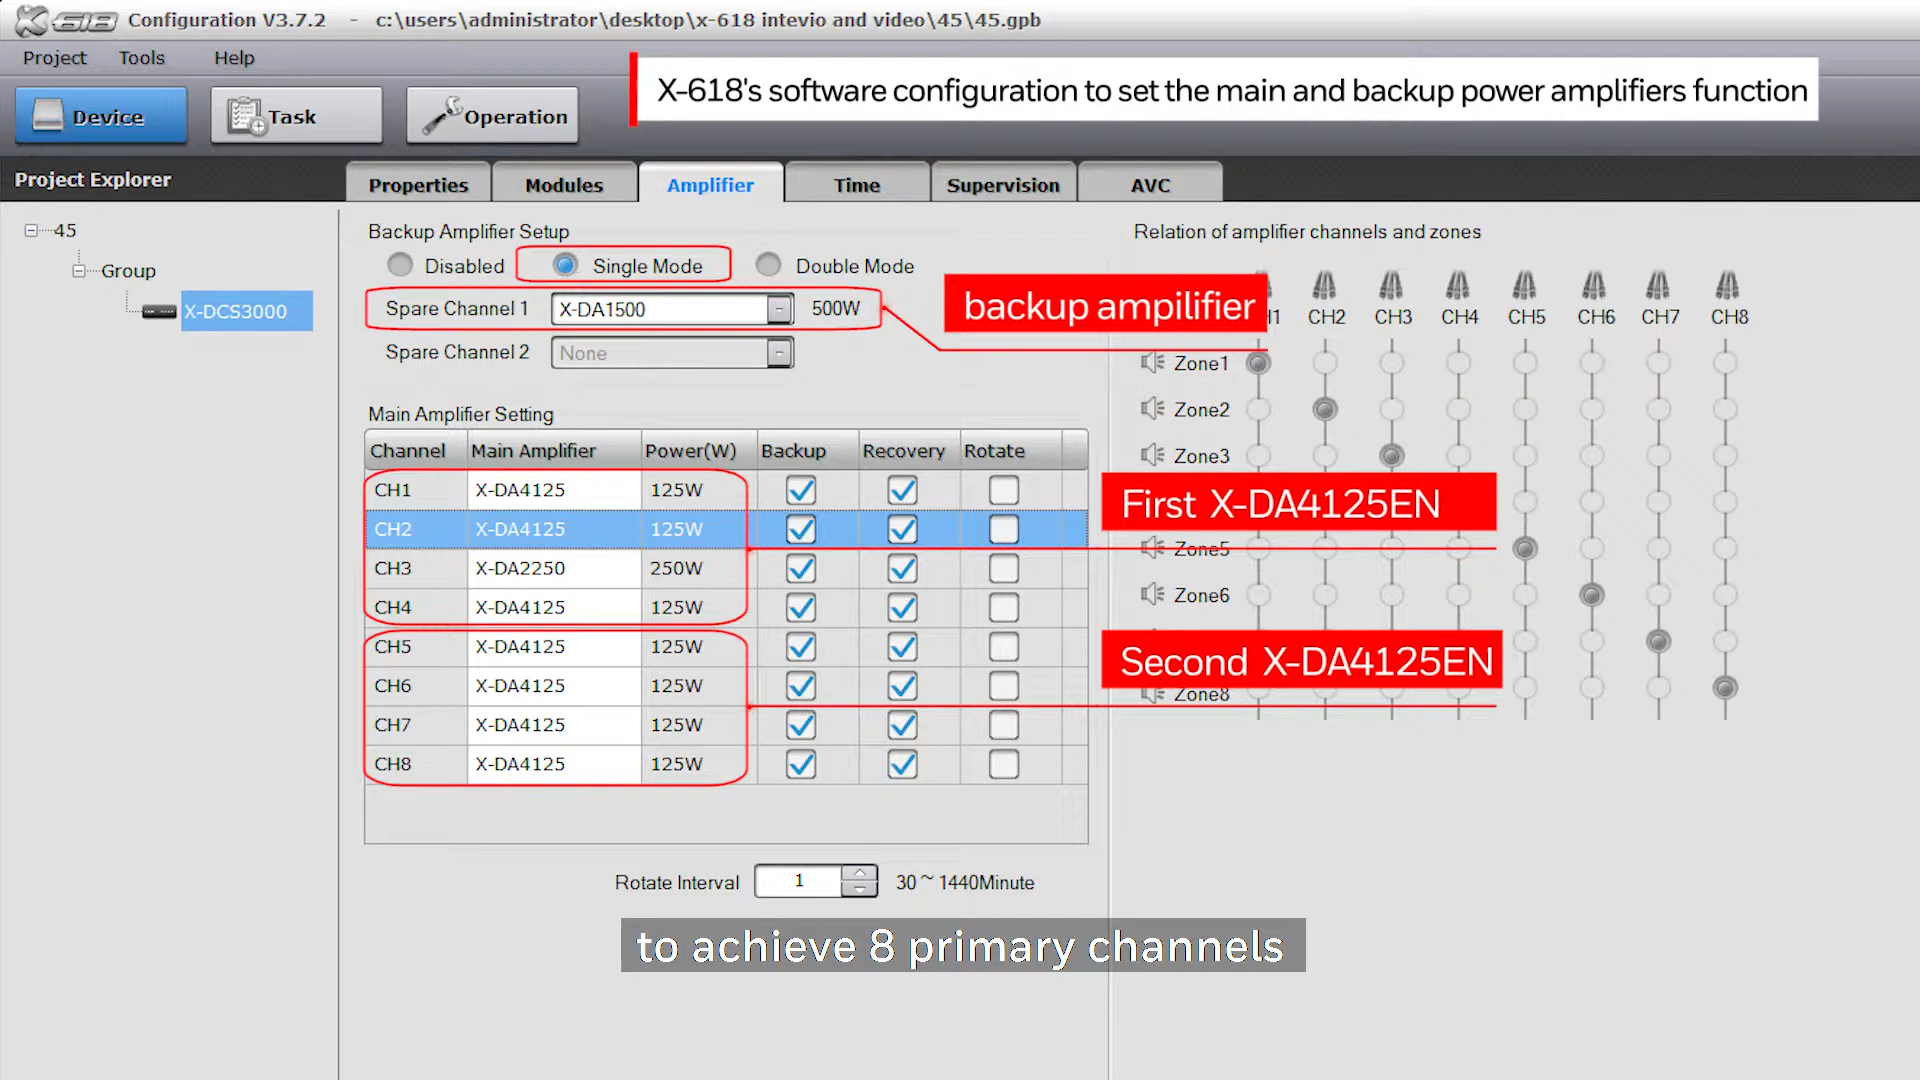 X-618 Configuration V3.7.2 - c:\users\administrator\desktop\x-618 intevio and video\45\45.gpb
Project Tools Help
X-618's software configuration to set the main and backup power amplifiers function
Device Task Operation
Project Explorer
Properties Modules Amplifier Time Supervision AVC
45
Group
X-DCS3000
Backup Amplifier Setup
Disabled Single Mode Double Mode
Spare Channel 1 X-DA1500 500W
Spare Channel 2 None
backup ampilifier
Main Amplifier Setting
Channel Main Amplifier Power(W) Backup Recovery Rotate
CH1 X-DA4125 125W
CH2 X-DA4125 125W
CH3 X-DA2250 250W
CH4 X-DA4125 125W
CH5 X-DA4125 125W
CH6 X-DA4125 125W
CH7 X-DA4125 125W
CH8 X-DA4125 125W
Rotate Interval 1 30~1440Minute
Relation of amplifier channels and zones
CH2 CH3 CH4 CH5 CH6 CH7 CH8
Zone1
Zone2
Zone3
First X-DA4125EN
Zone5
Zone6
Second X-DA4125EN
Zone8
to achieve 8 primary channels